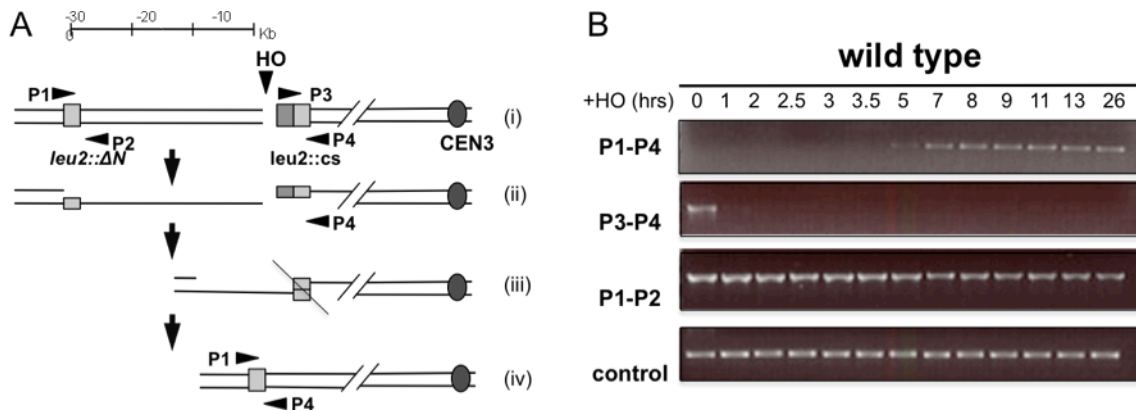 A
-30 -20 -10
0 Kb
HO
P1 P3
(i)
P2 P4 CEN3
leu2::ΔN leu2::cs
(ii)
P4
(iii)
P1
(iv)
P4
B
wild type
+HO (hrs) 0 1 2 2.5 3 3.5 5 7 8 9 11 13 26
P1-P4
P3-P4
P1-P2
control